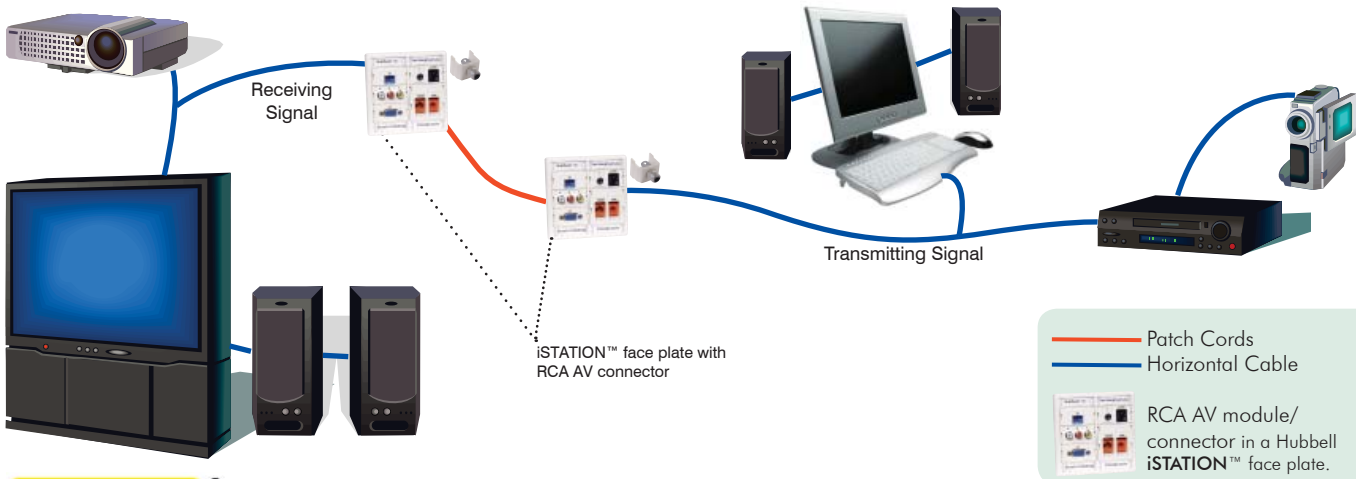 Receiving
Signal
Transmitting Signal
iSTATION™ face plate with
RCA AV connector
Patch Cords
Horizontal Cable
RCA AV module/
connector in a Hubbell
iSTATION™ face plate.